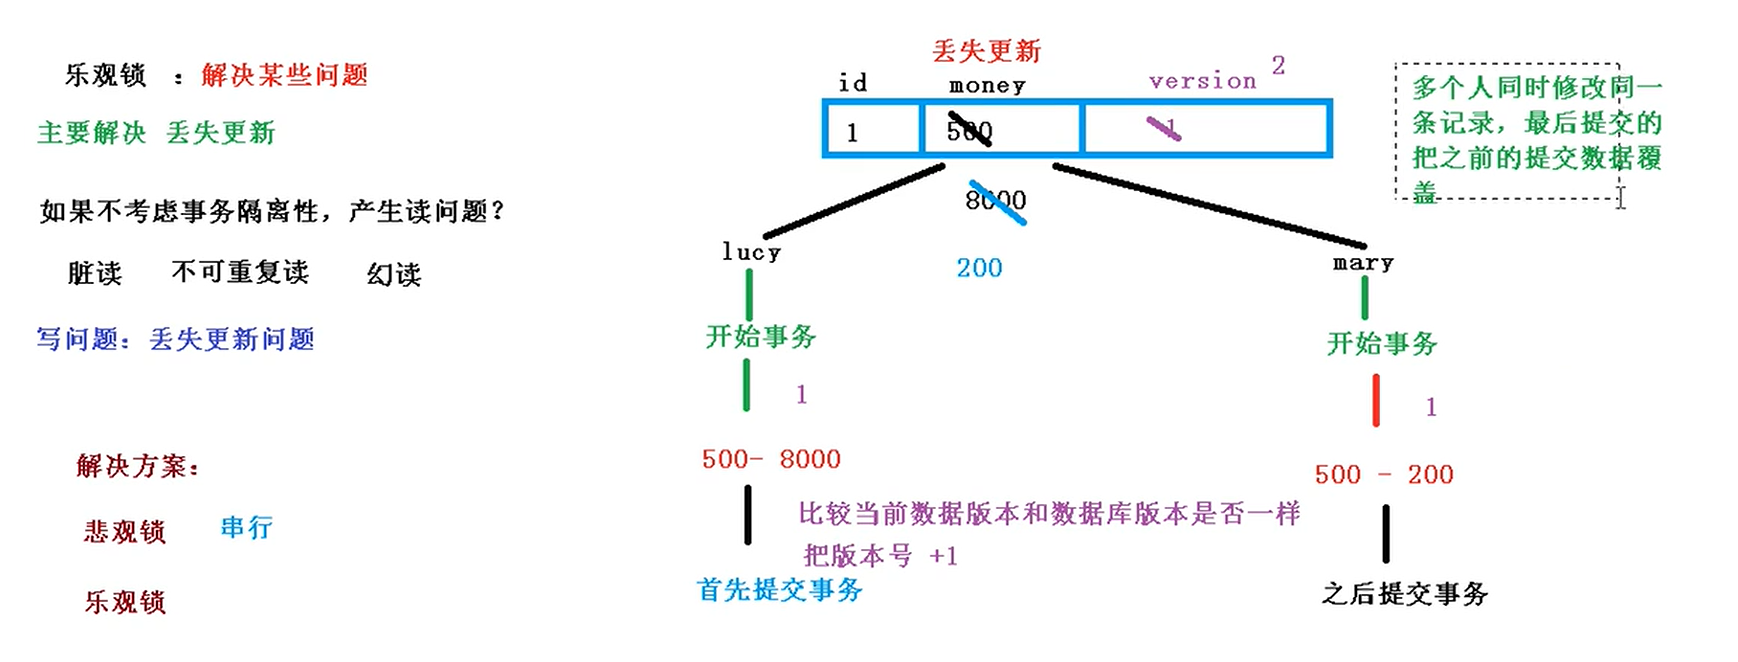 乐观锁 ：解决某些问题
主要解决 丢失更新
如果不考虑事务隔离性，产生读问题？
脏读 不可重复读 幻读
写问题：丢失更新问题
解决方案：
悲观锁 串行
乐观锁
丢失更新
id money version 2
1 500 1
8000
200
lucy
开始事务
1
500- 8000
比较当前数据版本和数据库版本是否一样
把版本号 +1
首先提交事务
mary
开始事务
1
500 - 200
之后提交事务
多个人同时修改同一
条记录，最后提交的
把之前的提交数据覆
盖